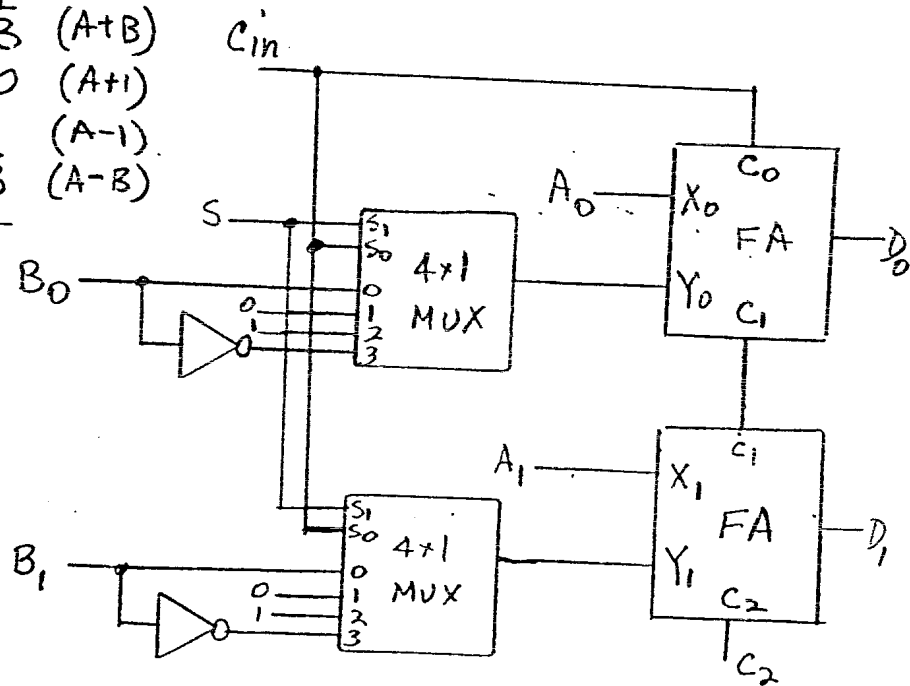 B (A+B)
0 (A+1)
(A-1)
B (A-B)
Cin
S
B0
S1
S0
0
0 1
1 2
3
4×1
MUX
A0
C0
X0
FA
Y0
C1
D0
B1
S1
S0
0
0 1
1 2
3
4×1
MUX
A1
C1
X1
FA
Y1
C2
D1
C2